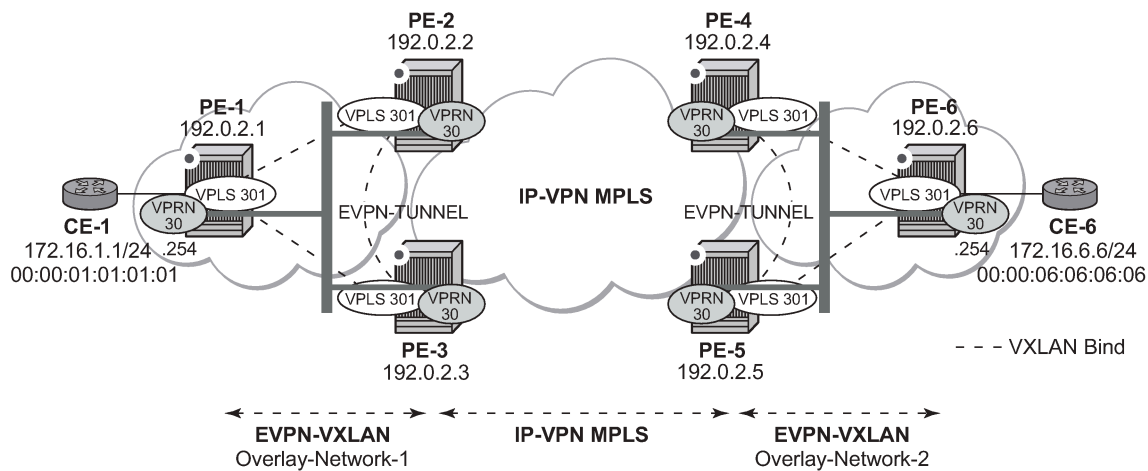 PE-2
192.0.2.2
PE-4
192.0.2.4
PE-1
192.0.2.1
PE-6
192.0.2.6
VPLS 301
VPRN
30
VPRN
30
VPLS 301
VPLS 301
VPRN
30
VPLS 301
VPRN
30
IP-VPN MPLS
EVPN-TUNNEL
EVPN-TUNNEL
CE-1
172.16.1.1/24
00:00:01:01:01:01
.254
CE-6
172.16.6.6/24
00:00:06:06:06:06
.254
VPLS 301
VPRN
30
VPRN
30
VPLS 301
PE-3
192.0.2.3
PE-5
192.0.2.5
VXLAN Bind
EVPN-VXLAN
Overlay-Network-1
IP-VPN MPLS
EVPN-VXLAN
Overlay-Network-2